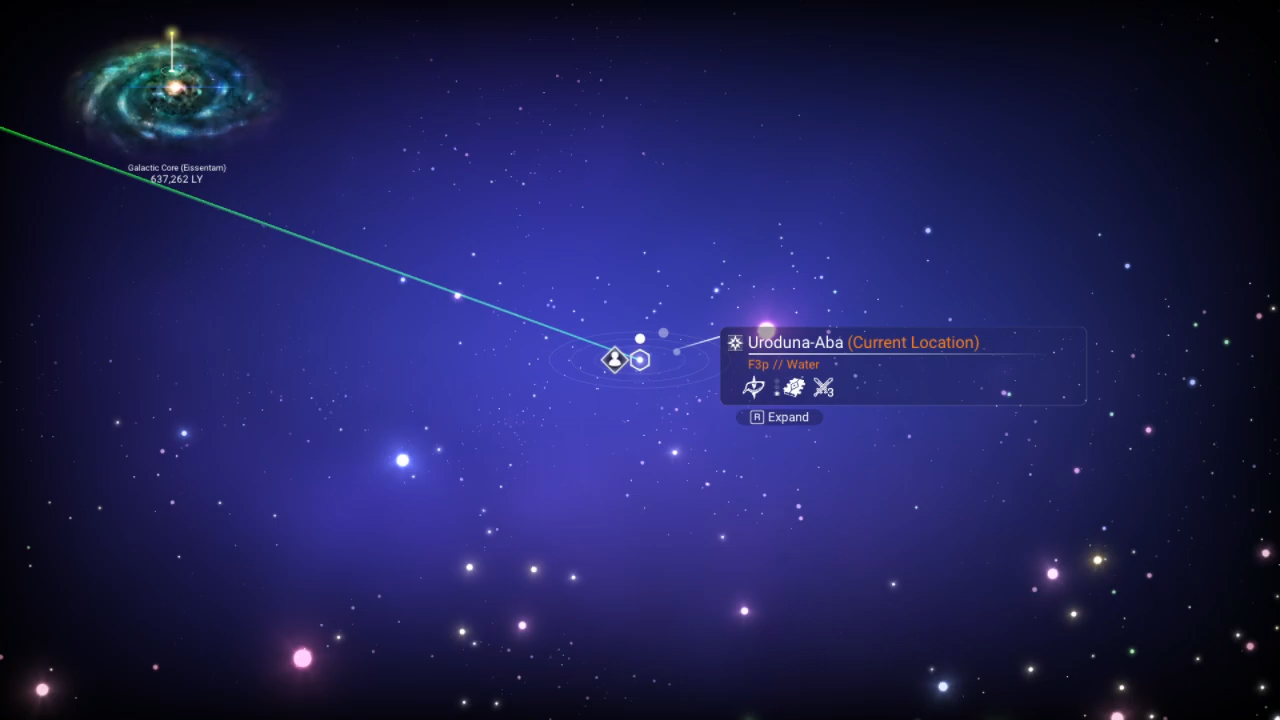 Galactic Core (Eissentam)
637,262 LY
Uroduna-Aba (Current Location)
F3p // Water
3
R Expand